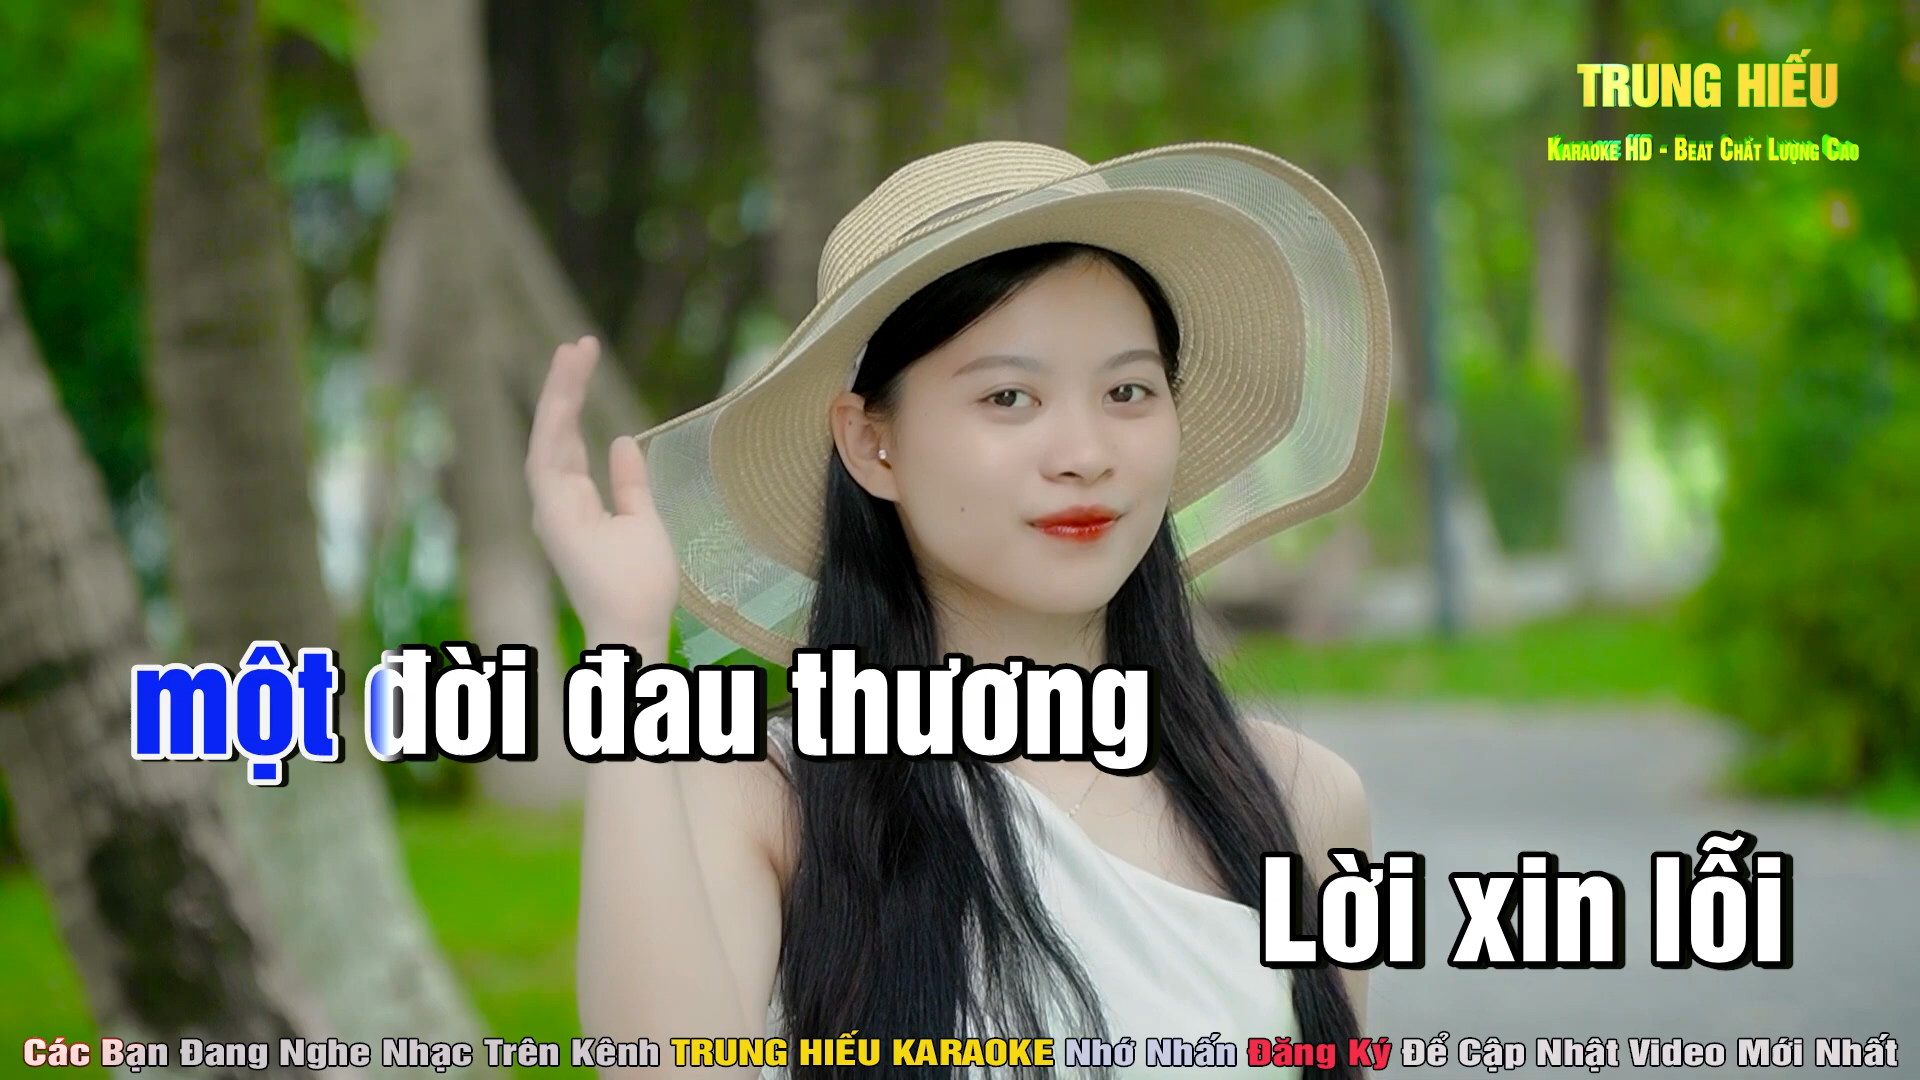 TRUNG HIẾU
KARAOKE HD - BEAT CHẤT LƯỢNG CAO
một đời đau thương
Lời xin lỗi
Các Bạn Đang Nghe Nhạc Trên Kênh TRUNG HIẾU KARAOKE Nhớ Nhấn Đăng Ký Để Cập Nhật Video Mới Nhất